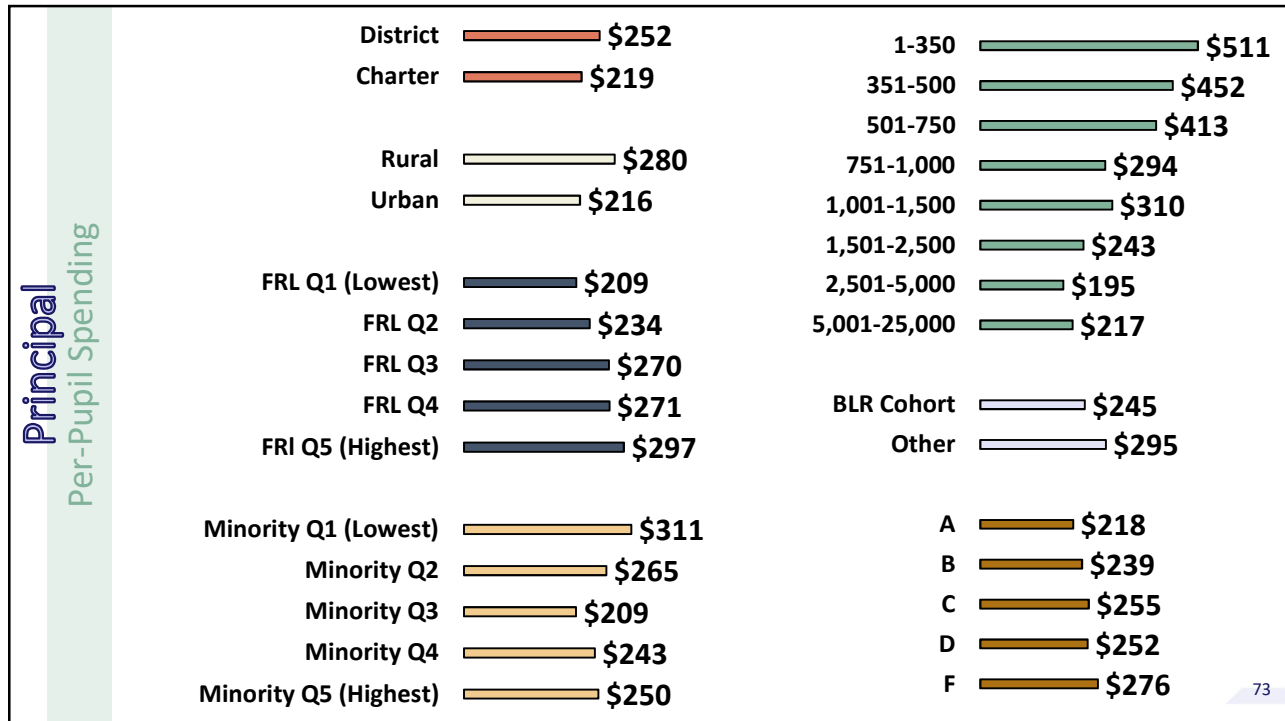 Principal
Per-Pupil Spending
District $252
Charter $219
Rural $280
Urban $216
FRL Q1 (Lowest) $209
FRL Q2 $234
FRL Q3 $270
FRL Q4 $271
FRl Q5 (Highest) $297
Minority Q1 (Lowest) $311
Minority Q2 $265
Minority Q3 $209
Minority Q4 $243
Minority Q5 (Highest) $250
1-350 $511
351-500 $452
501-750 $413
751-1,000 $294
1,001-1,500 $310
1,501-2,500 $243
2,501-5,000 $195
5,001-25,000 $217
BLR Cohort $245
Other $295
A $218
B $239
C $255
D $252
F $276
73